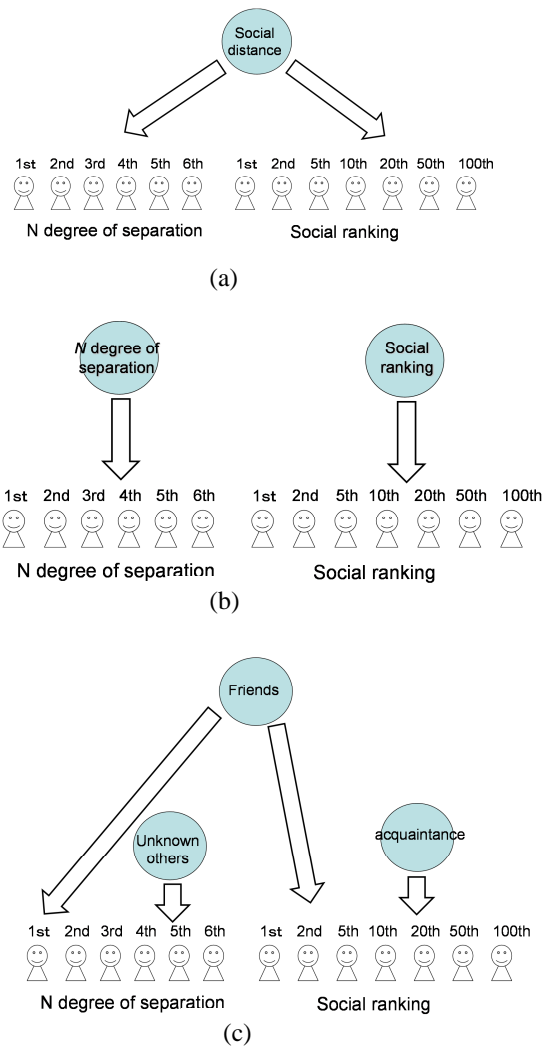 Social
distance
1st 2nd 3rd 4th 5th 6th 1st 2nd 5th 10th 20th 50th 100th
N degree of separation Social ranking
(a)
N degree of
separation
Social
ranking
1st 2nd 3rd 4th 5th 6th 1st 2nd 5th 10th 20th 50th 100th
N degree of separation Social ranking
(b)
Friends
Unknown
others
acquaintance
1st 2nd 3rd 4th 5th 6th 1st 2nd 5th 10th 20th 50th 100th
N degree of separation Social ranking
(c)